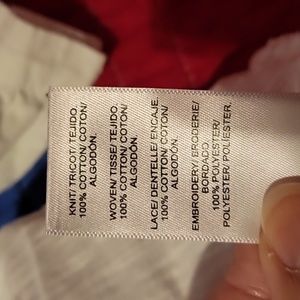 KNIT/ TRICOT/ TEJIDO.
100% COTTON/ COTON/
ALGODÓN.
WOVEN/ TISSE/ TEJIDO.
100% COTTON/ COTON/
ALGODÓN.
LACE/ DENTELLE/ ENCAJE.
100% COTTON/ COTON/
ALGODÓN.
EMBROIDERY/ BRODERIE/
BORDADO.
100% POLYESTER/
POLYESTER/ POLIESTER.